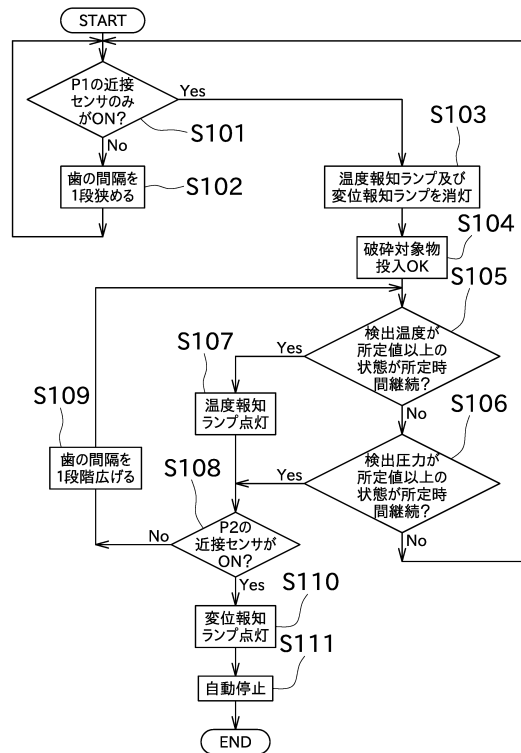 START
P1の近接
センサのみ
がON?
Yes
S101
No
歯の間隔を
1段狭める
S102
S103
温度報知ランプ及び
変位報知ランプを消灯
S104
破砕対象物
投入OK
S105
検出温度が
所定値以上の
状態が所定時
間継続?
Yes
No
S107
温度報知
ランプ点灯
S106
検出圧力が
所定値以上の
状態が所定時
間継続?
Yes
No
S109
歯の間隔を
1段階広げる
S108
P2の
近接センサが
ON?
No
Yes
S110
変位報知
ランプ点灯
S111
自動停止
END